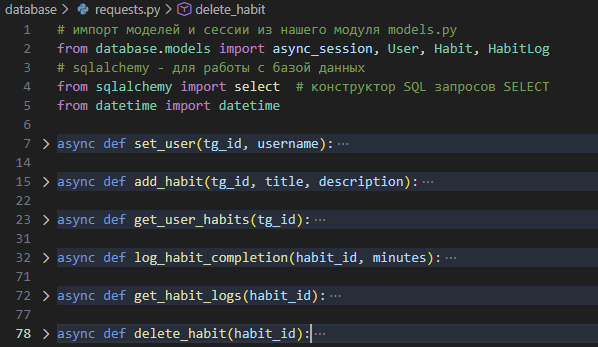 database > requests.py > delete_habit
1 # импорт моделей и сессии из нашего модуля models.py
2 from database.models import async_session, User, Habit, HabitLog
3 # sqlalchemy - для работы с базой данных
4 from sqlalchemy import select  # конструктор SQL запросов SELECT
5 from datetime import datetime
6
7 > async def set_user(tg_id, username): ...
14
15 > async def add_habit(tg_id, title, description): ...
22
23 > async def get_user_habits(tg_id): ...
31
32 > async def log_habit_completion(habit_id, minutes): ...
71
72 > async def get_habit_logs(habit_id): ...
77
78 > async def delete_habit(habit_id): ...